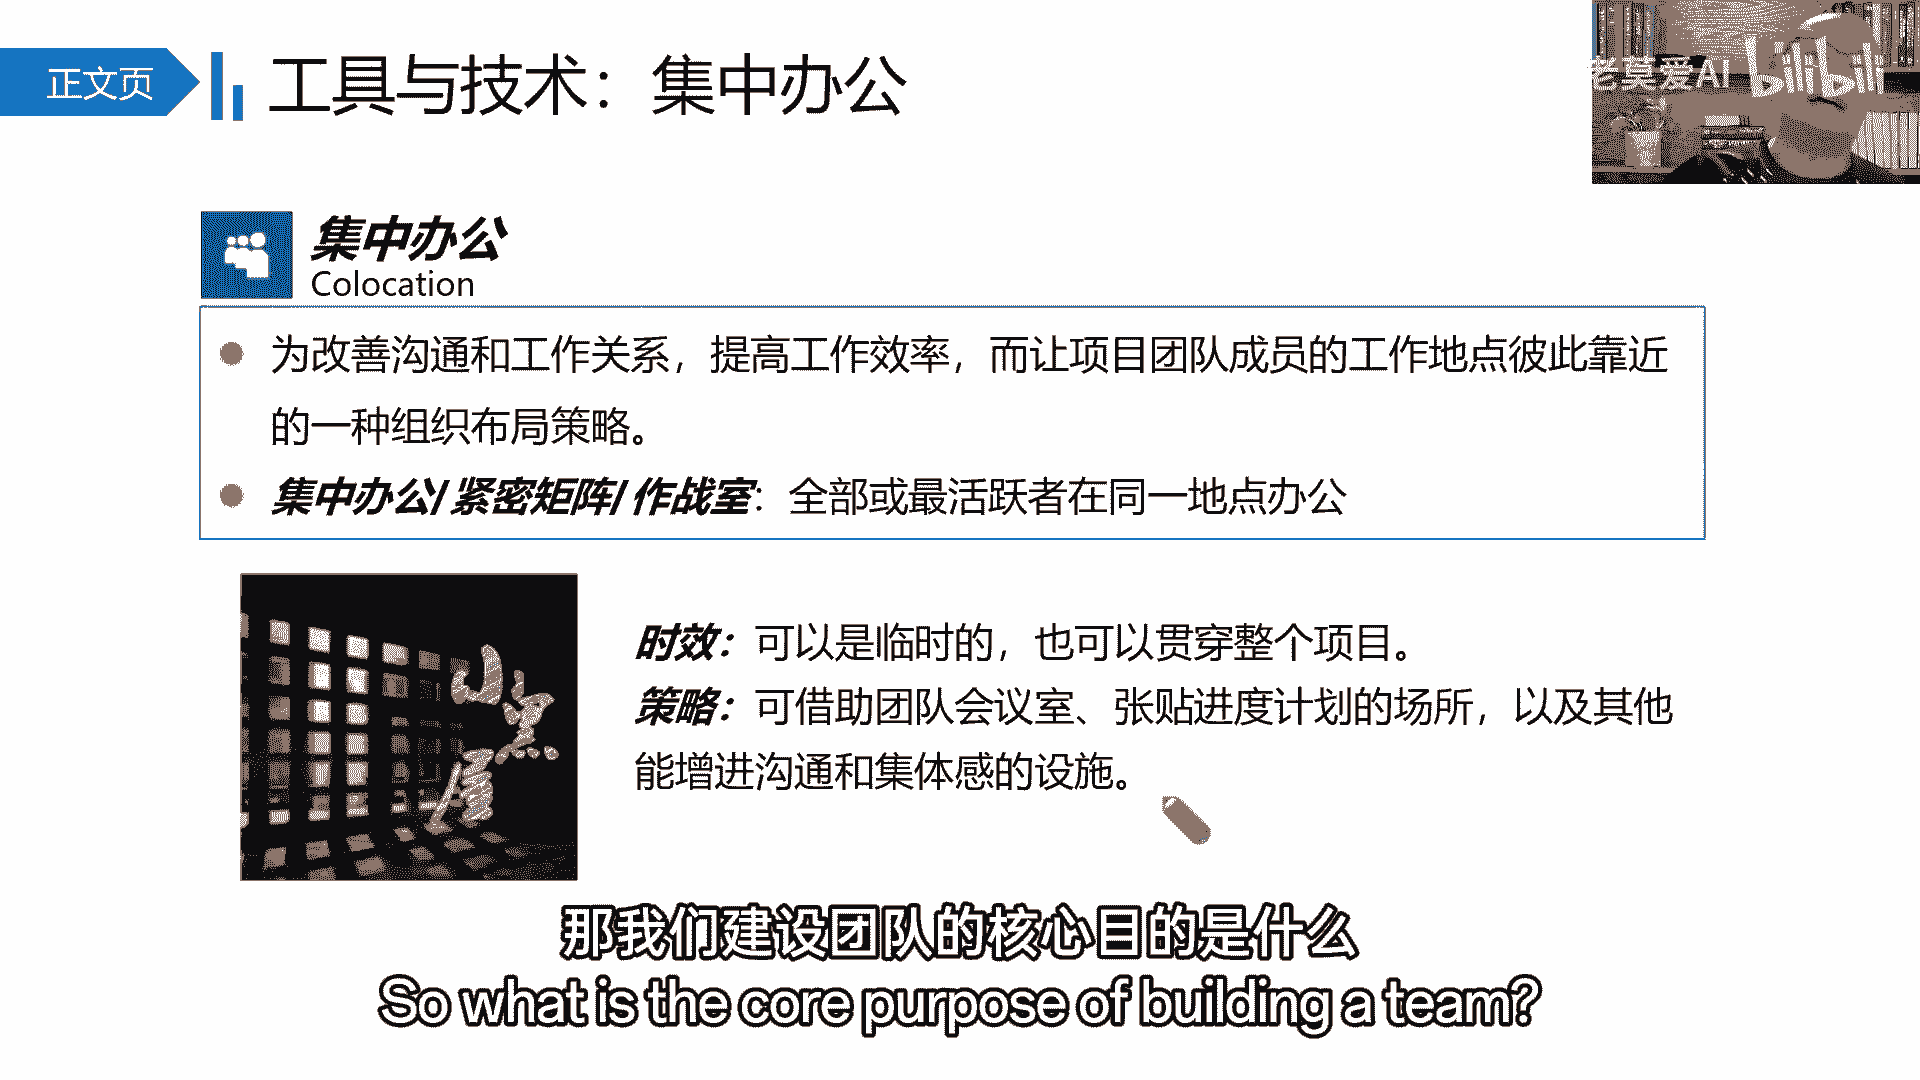 正文页
工具与技术：集中办公
老莫爱AI
bilibili
集中办公
Colocation
为改善沟通和工作关系，提高工作效率，而让项目团队成员的工作地点彼此靠近
的一种组织布局策略。
集中办公/紧密矩阵/作战室：全部或最活跃者在同一地点办公
小黑屋
时效：可以是临时的，也可以贯穿整个项目。
策略：可借助团队会议室、张贴进度计划的场所，以及其他
能增进沟通和集体感的设施。
那我们建设团队的核心目的是什么
So what is the core purpose of building a team?